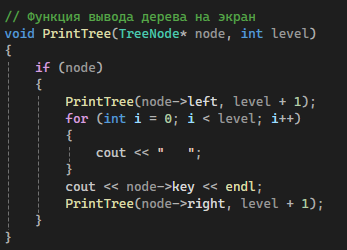 // Функция вывода дерева на экран
void PrintTree(TreeNode* node, int level)
{
    if (node)
    {
        PrintTree(node->left, level + 1);
        for (int i = 0; i < level; i++)
        {
            cout << "   ";
        }
        cout << node->key << endl;
        PrintTree(node->right, level + 1);
    }
}